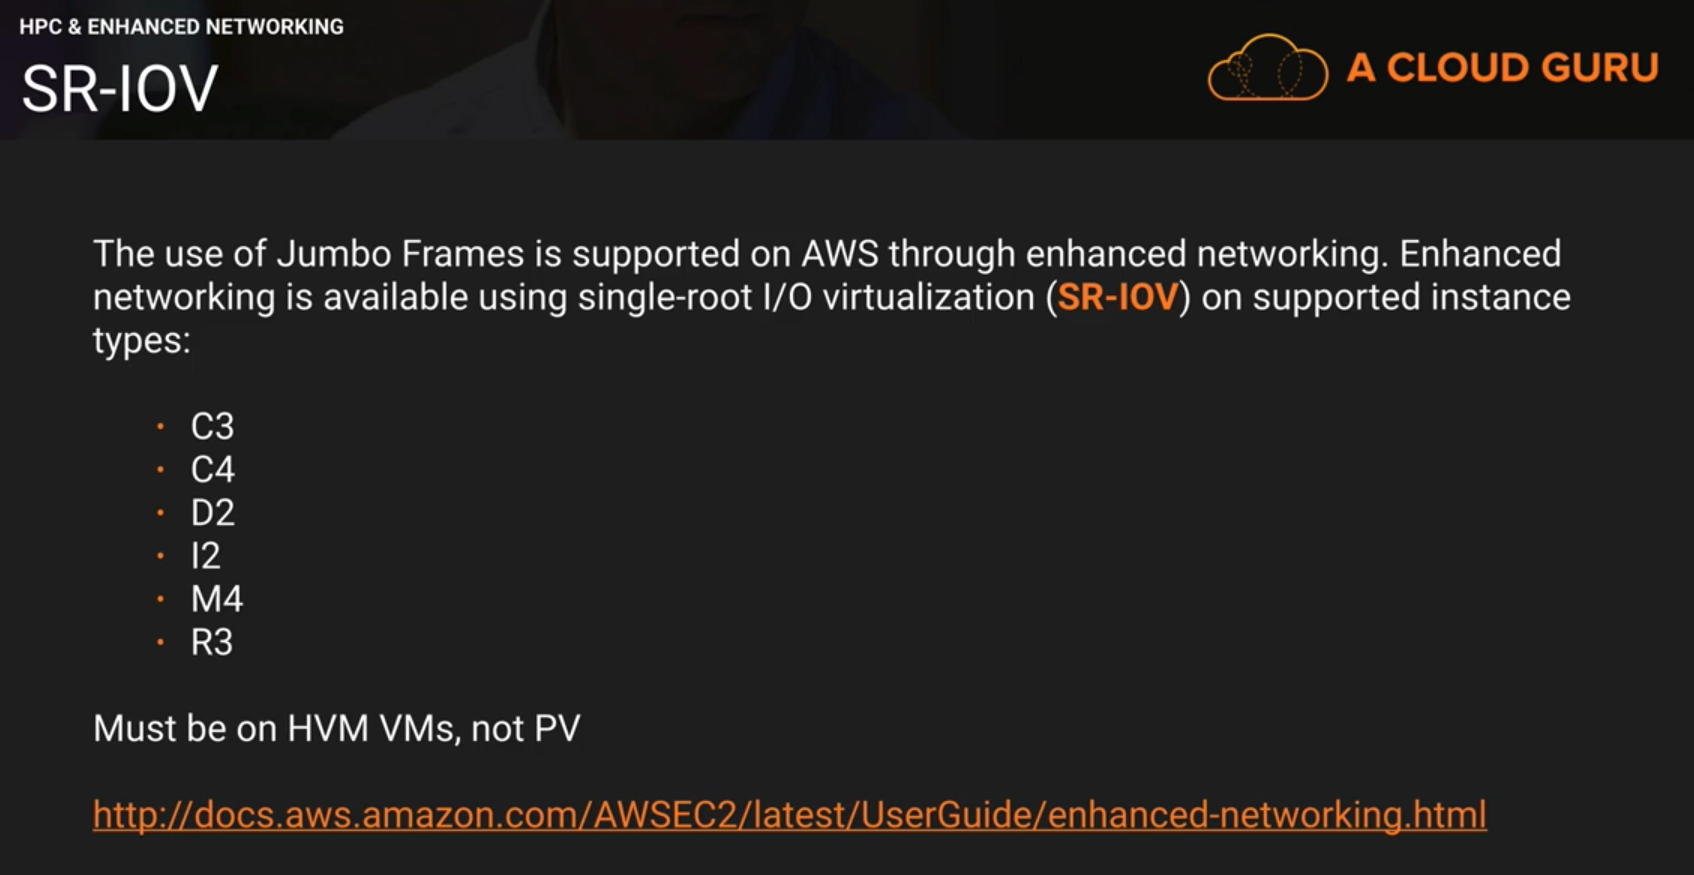 HPC & ENHANCED NETWORKING
SR-IOV
A CLOUD GURU
The use of Jumbo Frames is supported on AWS through enhanced networking. Enhanced
networking is available using single-root I/O virtualization (SR-IOV) on supported instance
types:
· C3
· C4
· D2
· I2
· M4
· R3
Must be on HVM VMs, not PV
http://docs.aws.amazon.com/AWSEC2/latest/UserGuide/enhanced-networking.html